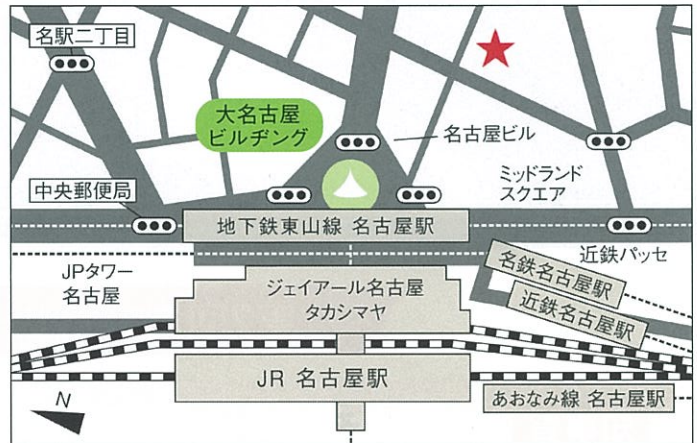 名駅二丁目
大名古屋
ビルヂング
名古屋ビル
ミッドランド
スクエア
中央郵便局
地下鉄東山線 名古屋駅
近鉄パッセ
JPタワー
名古屋
ジェイアール名古屋
タカシマヤ
名鉄名古屋駅
近鉄名古屋駅
JR 名古屋駅
あおなみ線 名古屋駅
N